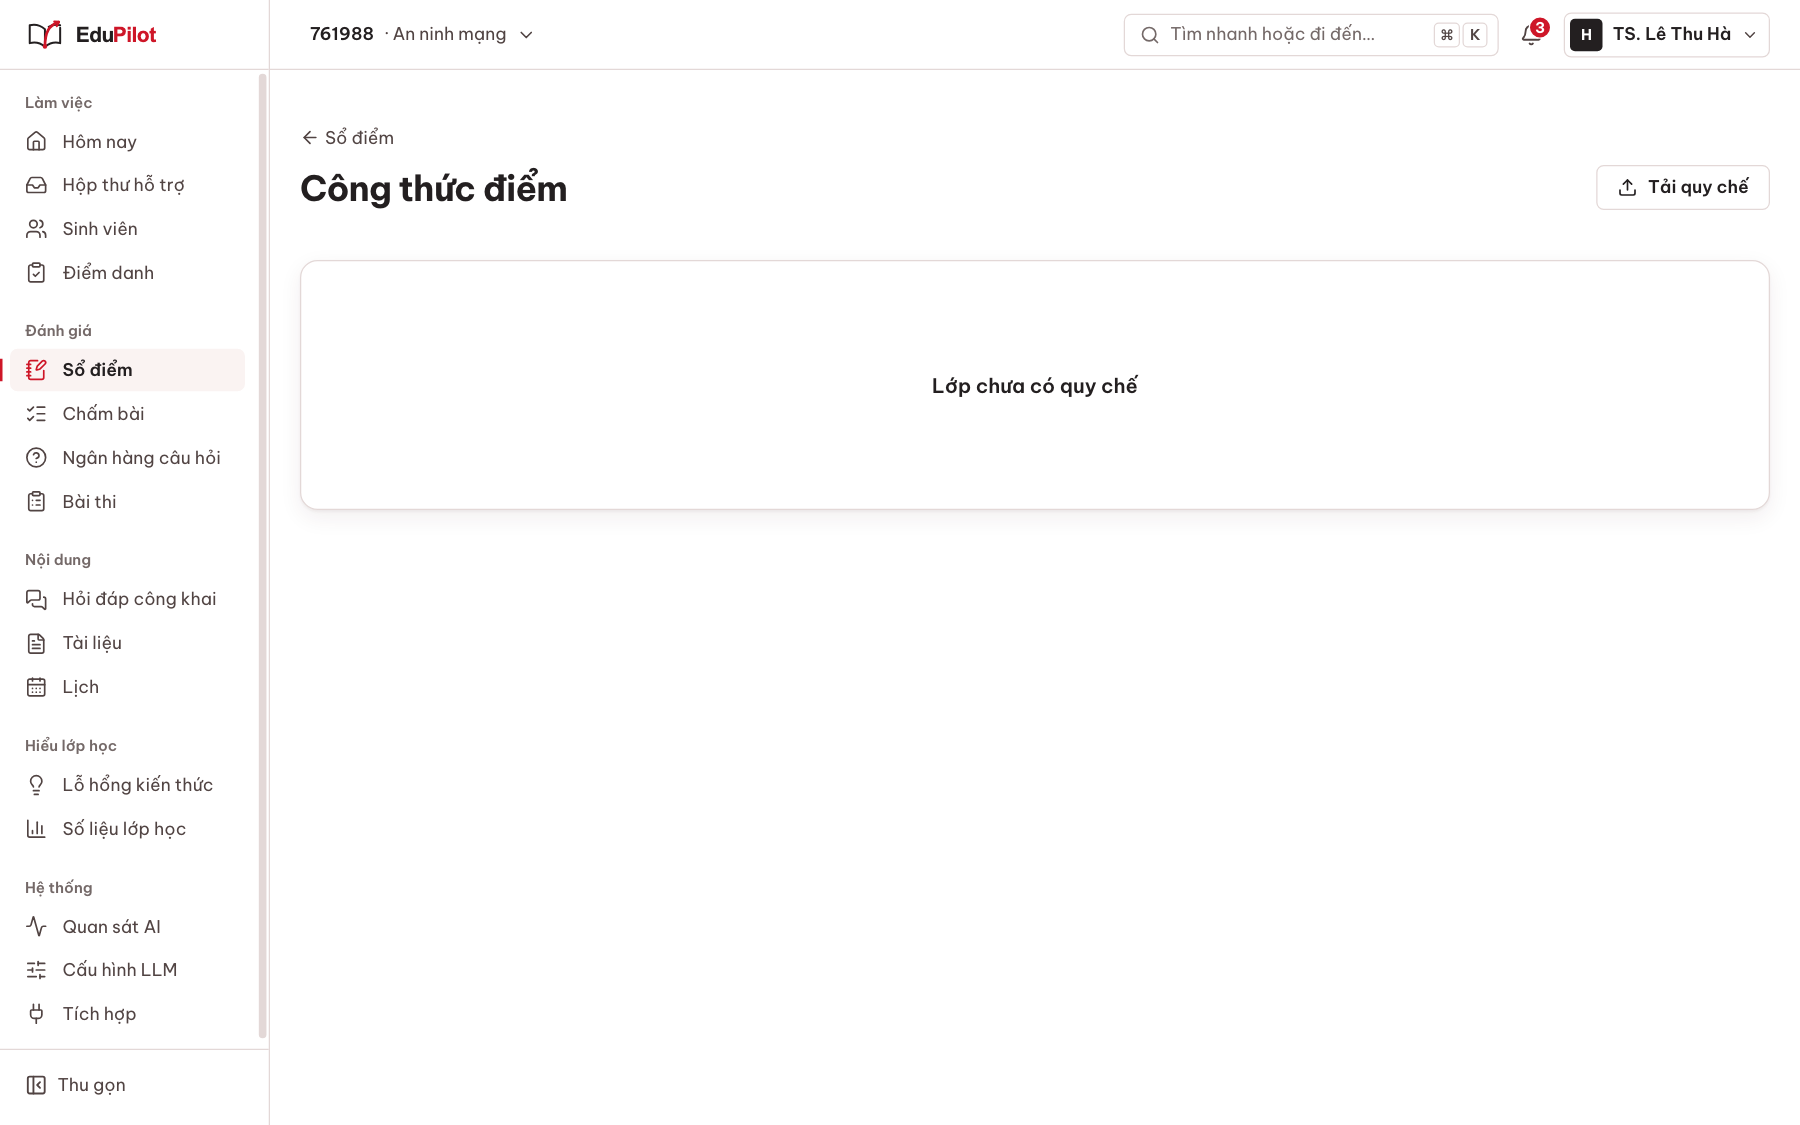 EduPilot
761988 · An ninh mạng
Tìm nhanh hoặc đi đến...
⌘ K
3
H
TS. Lê Thu Hà
Làm việc
Hôm nay
Hộp thư hỗ trợ
Sinh viên
Điểm danh
Đánh giá
Sổ điểm
Chấm bài
Ngân hàng câu hỏi
Bài thi
Nội dung
Hỏi đáp công khai
Tài liệu
Lịch
Hiểu lớp học
Lỗ hổng kiến thức
Số liệu lớp học
Hệ thống
Quan sát AI
Cấu hình LLM
Tích hợp
Thu gọn
Sổ điểm
Công thức điểm
Tải quy chế
Lớp chưa có quy chế